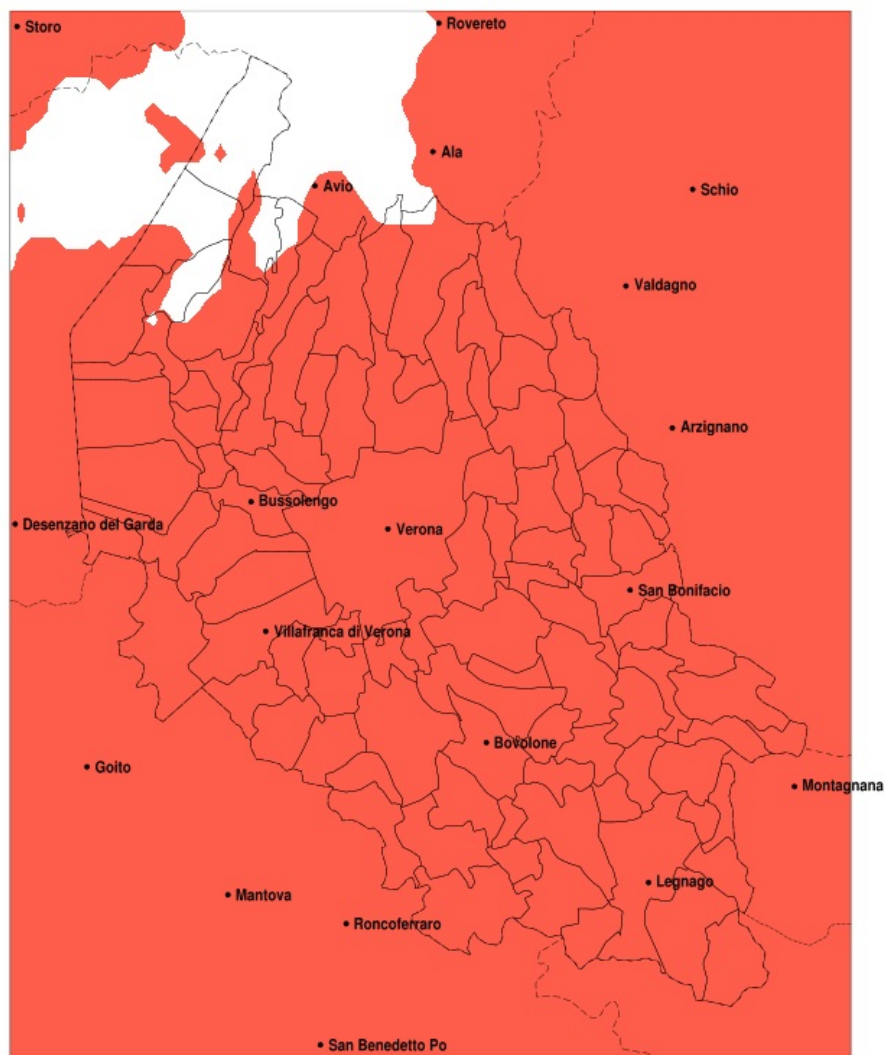 Storo
Rovereto
Ala
Avio
Schio
Valdagno
Arzignano
Bussolengo
Desenzano del Garda
Verona
San Bonifacio
Villafranca di Verona
Bovolone
Goito
Montagnana
Legnago
Mantova
Roncoferraro
San Benedetto Po